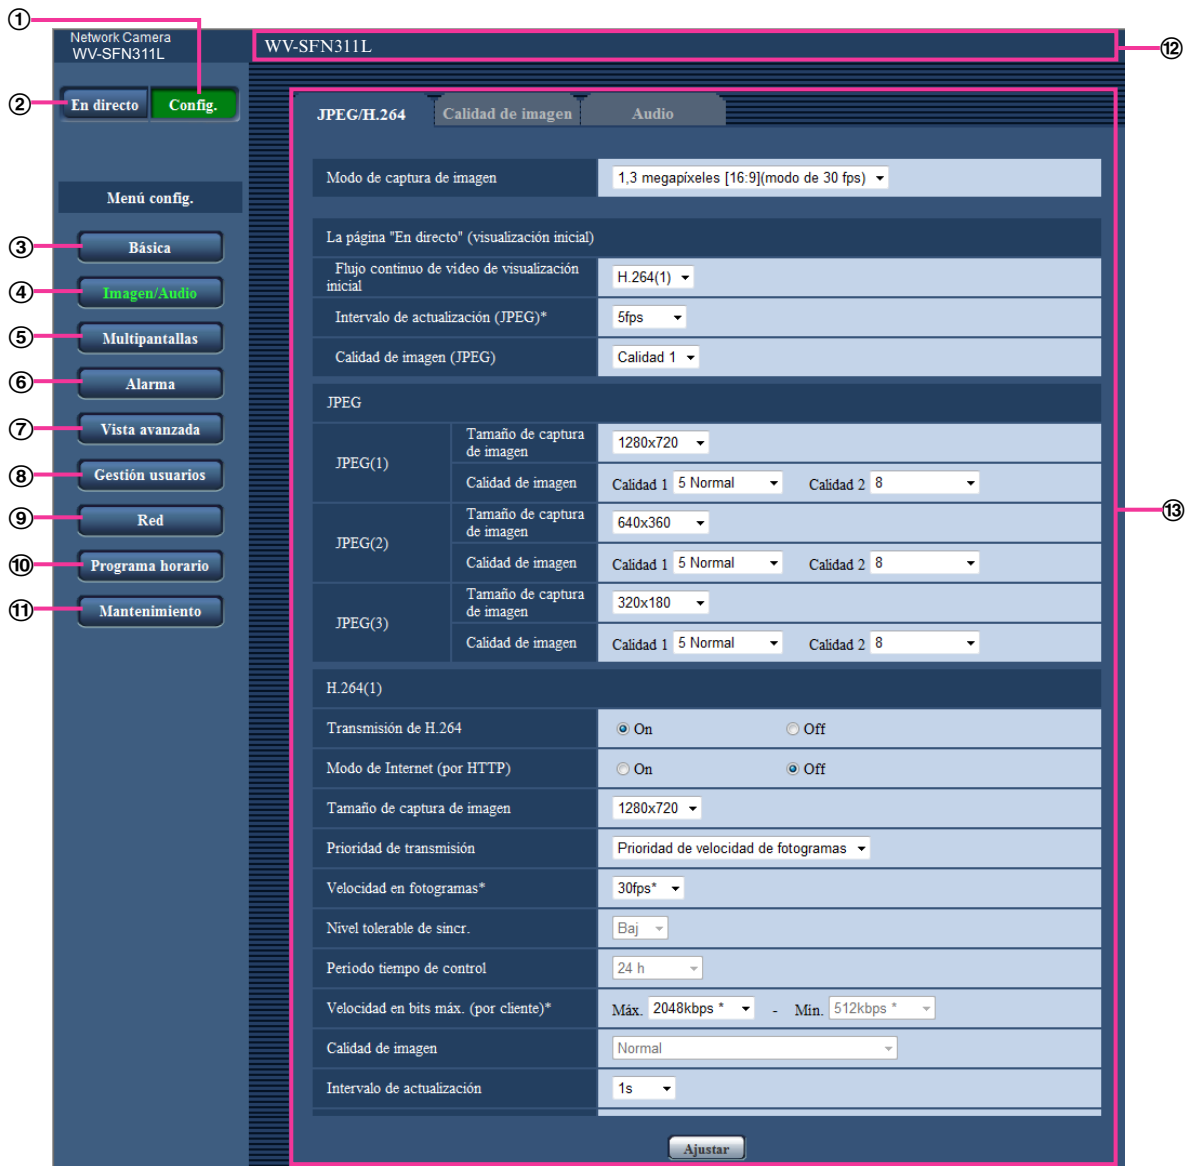 ①
Network Camera
WV-SFN311L
WV-SFN311L
⑫
②
En directo
Config.
JPEG/H.264
Calidad de imagen
Audio
Modo de captura de imagen
1,3 megapíxeles [16:9](modo de 30 fps)
Menú config.
La página "En directo" (visualización inicial)
③
Básica
Flujo continuo de vídeo de visualización
inicial
H.264(1)
④
Imagen/Audio
Intervalo de actualización (JPEG)*
5fps
⑤
Multipantallas
Calidad de imagen (JPEG)
Calidad 1
⑥
Alarma
JPEG
⑦
Vista avanzada
JPEG(1)
Tamaño de captura
de imagen
1280x720
⑧
Gestión usuarios
Calidad de imagen
Calidad 1 5 Normal
Calidad 2 8
⑨
Red
JPEG(2)
Tamaño de captura
de imagen
640x360
⑬
⑩
Programa horario
Calidad de imagen
Calidad 1 5 Normal
Calidad 2 8
⑪
Mantenimiento
JPEG(3)
Tamaño de captura
de imagen
320x180
Calidad de imagen
Calidad 1 5 Normal
Calidad 2 8
H.264(1)
Transmisión de H.264
On
Off
Modo de Internet (por HTTP)
On
Off
Tamaño de captura de imagen
1280x720
Prioridad de transmisión
Prioridad de velocidad de fotogramas
Velocidad en fotogramas*
30fps*
Nivel tolerable de sincr.
Baj
Periodo tiempo de control
24 h
Velocidad en bits máx. (por cliente)*
Máx. 2048kbps * - Min. 512kbps *
Calidad de imagen
Normal
Intervalo de actualización
1s
Ajustar